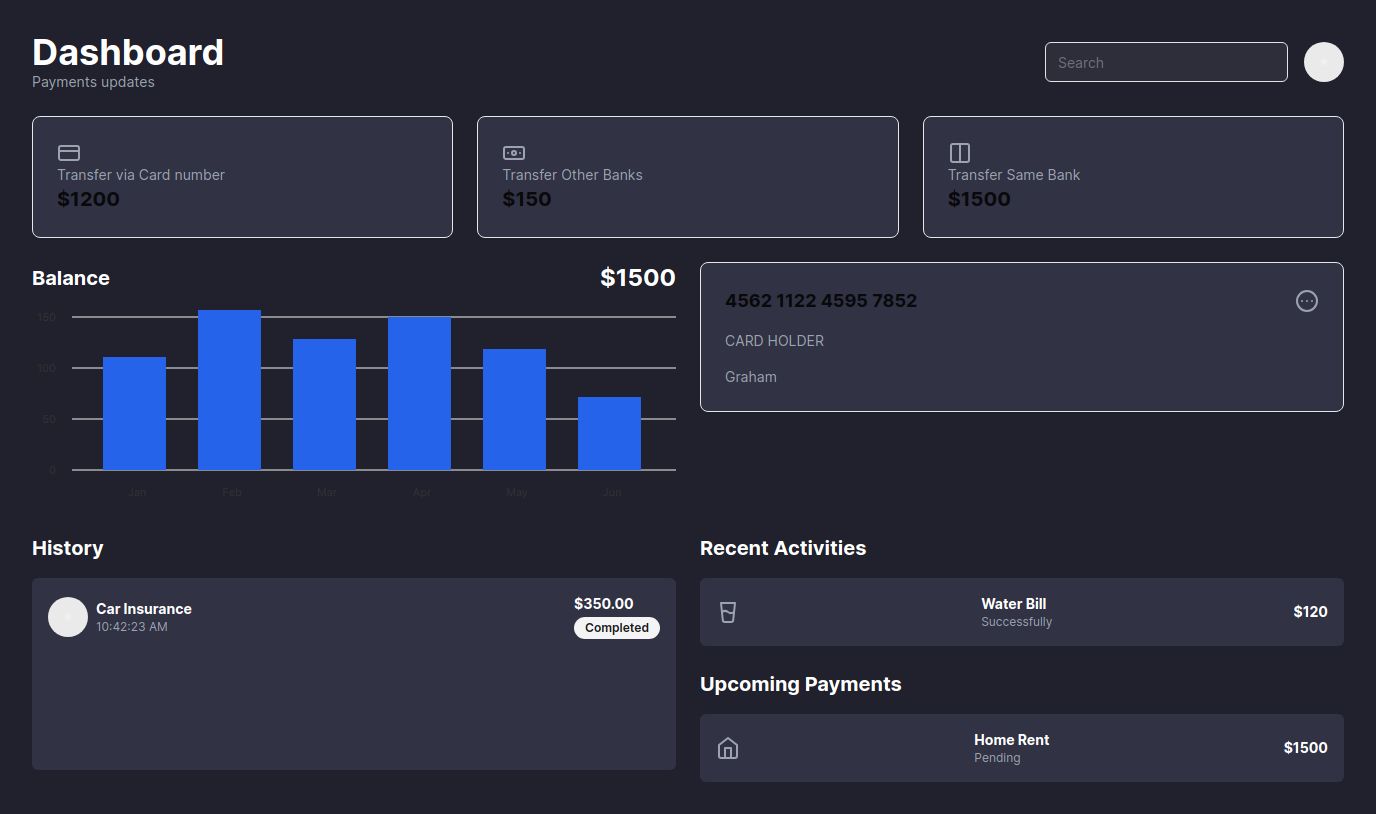 Dashboard
Payments updates
Search
Transfer via Card number
$1200
Transfer Other Banks
$150
Transfer Same Bank
$1500
Balance
$1500
150
100
50
0
Jan
Feb
Mar
Apr
May
Jun
4562 1122 4595 7852
CARD HOLDER
Graham
History
Car Insurance
10:42:23 AM
$350.00
Completed
Recent Activities
Water Bill
Successfully
$120
Upcoming Payments
Home Rent
Pending
$1500